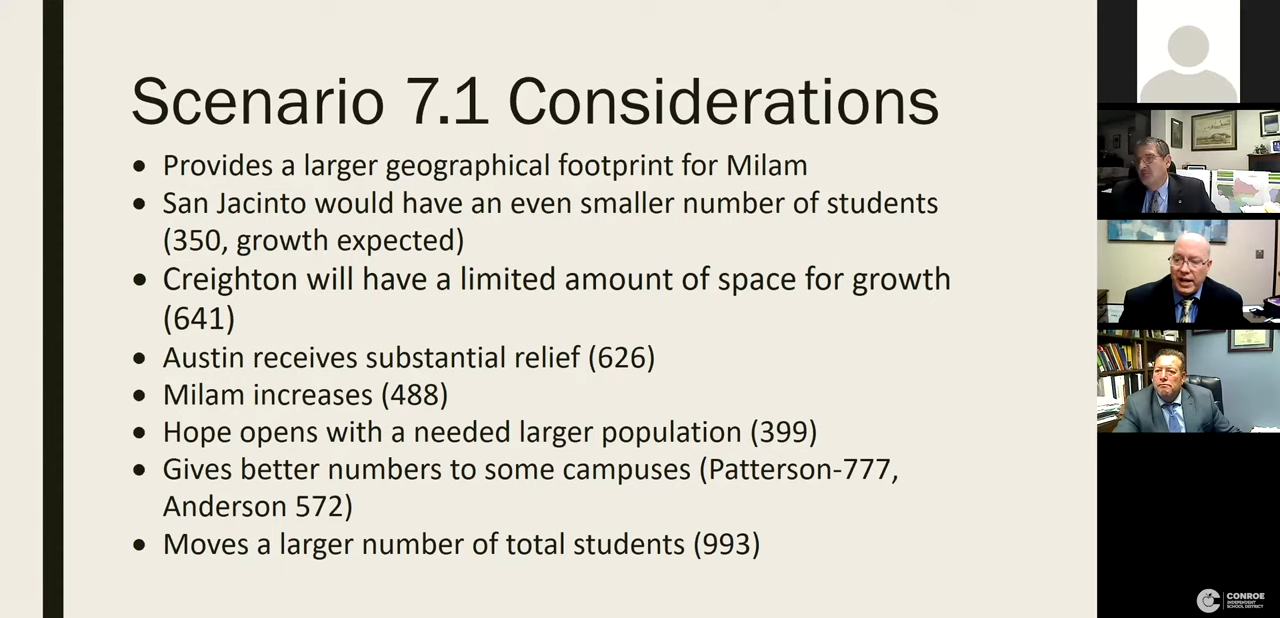 Scenario 7.1 Considerations
• Provides a larger geographical footprint for Milam
• San Jacinto would have an even smaller number of students
(350, growth expected)
• Creighton will have a limited amount of space for growth
(641)
• Austin receives substantial relief (626)
• Milam increases (488)
• Hope opens with a needed larger population (399)
• Gives better numbers to some campuses (Patterson-777,
Anderson 572)
• Moves a larger number of total students (993)
CONROE
INDEPENDENT
SCHOOL DISTRICT